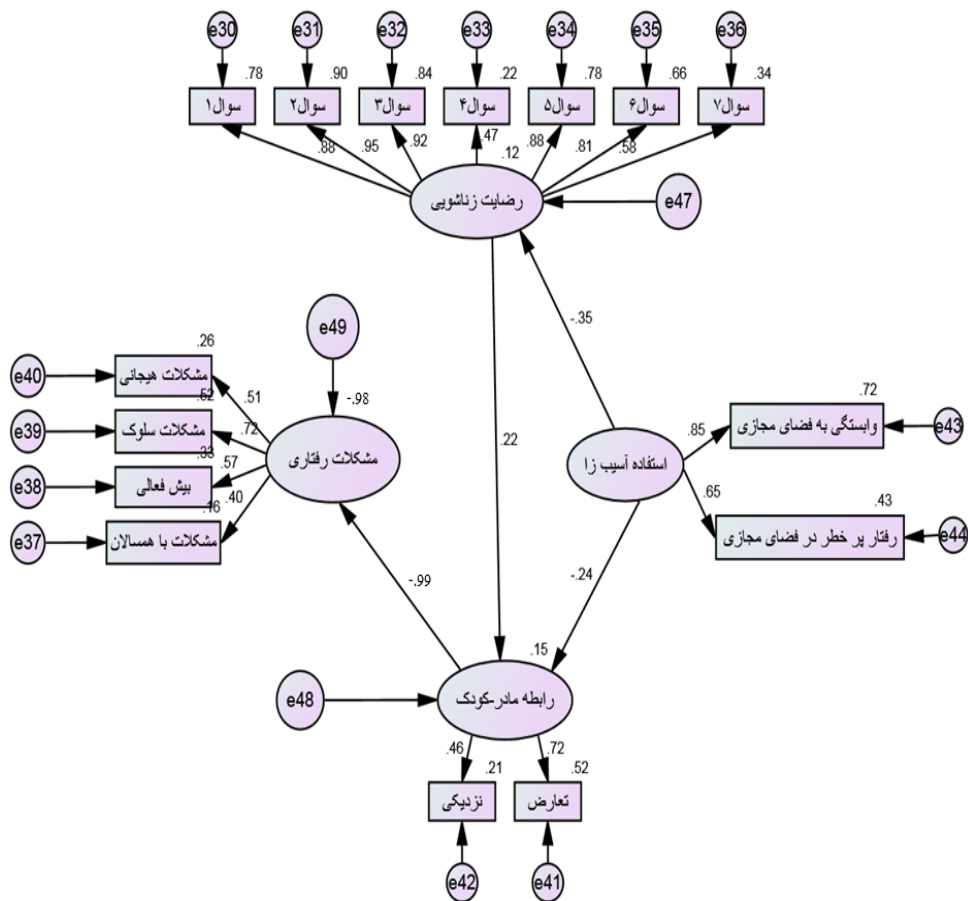 e30
e31
e32
e33
e34
e35
e36
.78
.90
.84
.22
.78
.66
.34
سوال۱
سوال۲
سوال۳
سوال۴
سوال۵
سوال۶
سوال۷
.88
.95
.92
.47
.88
.81
.58
.12
رضایت زناشویی
e47
e49
-.35
.26
e40
مشکلات هیجانی
.51
-.98
.52
e39
مشکلات سلوک
.72
.33
e38
بیش فعالی
.57
.16
e37
مشکلات با همسالان
.40
مشکلات رفتاری
.22
استفاده آسیب زا
.85
.72
وابستگی به فضای مجازی
e43
.65
.43
رفتار پر خطر در فضای مجازی
e44
-.99
-.24
.15
e48
رابطه مادر-کودک
.46
.72
.21
.52
نزدیکی
تعارض
e42
e41